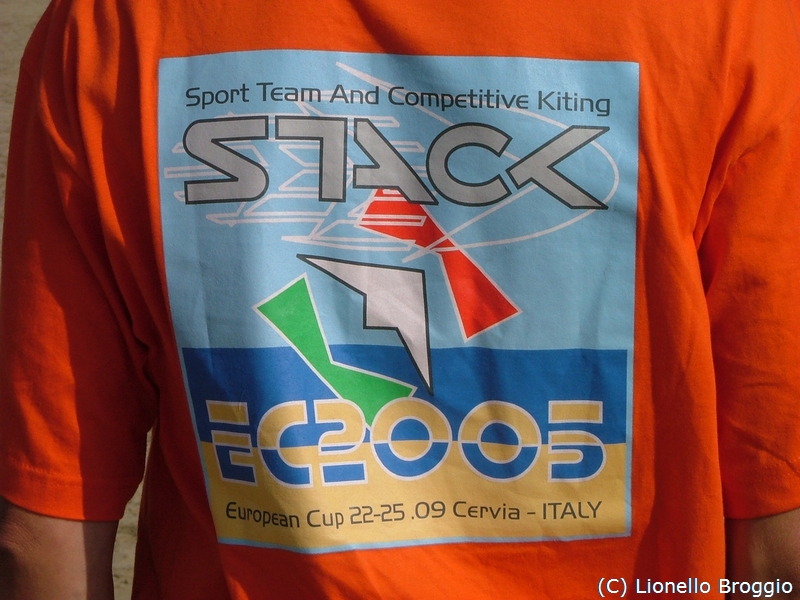 Sport Team And Competitive Kiting
STACK
EC2005
European Cup 22-25 .09 Cervia - ITALY
(C) Lionello Broggio